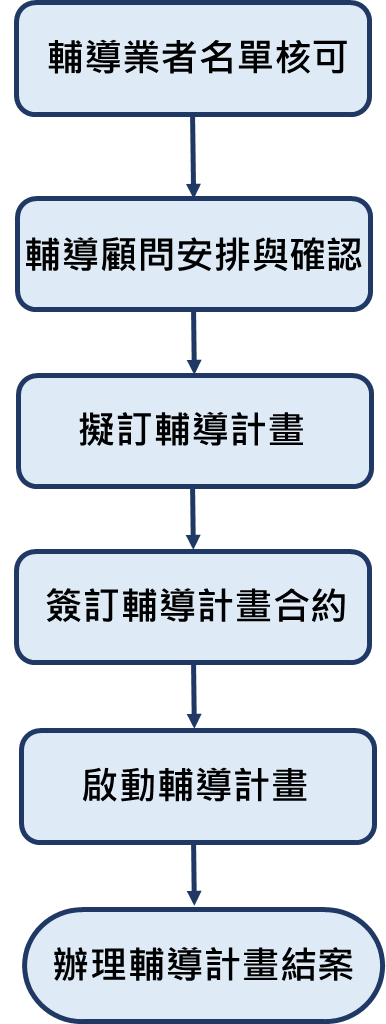 輔導業者名單核可
輔導顧問安排與確認
擬訂輔導計畫
簽訂輔導計畫合約
啟動輔導計畫
辦理輔導計畫結案